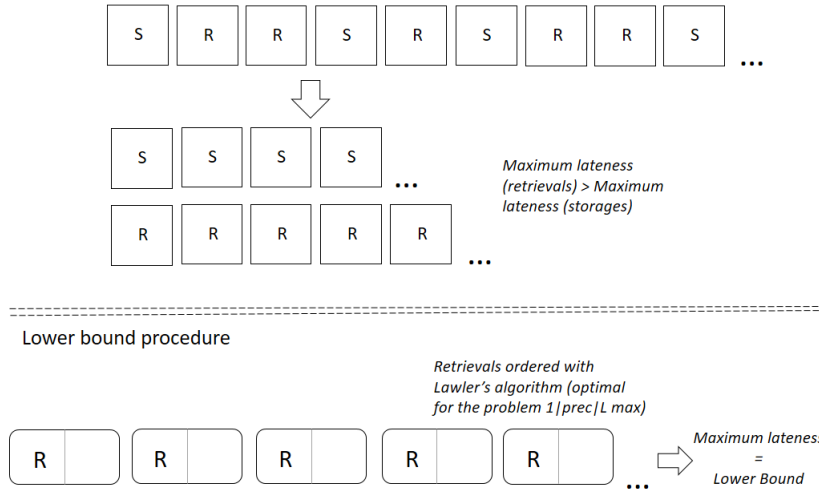 S R R S R S R R S ...
S S S S ...
Maximum lateness
(retrievals) > Maximum
lateness (storages)
R R R R R ...
Lower bound procedure
Retrievals ordered with
Lawler's algorithm (optimal
for the problem 1|prec|L max)
R R R R R ...
Maximum lateness
=
Lower Bound